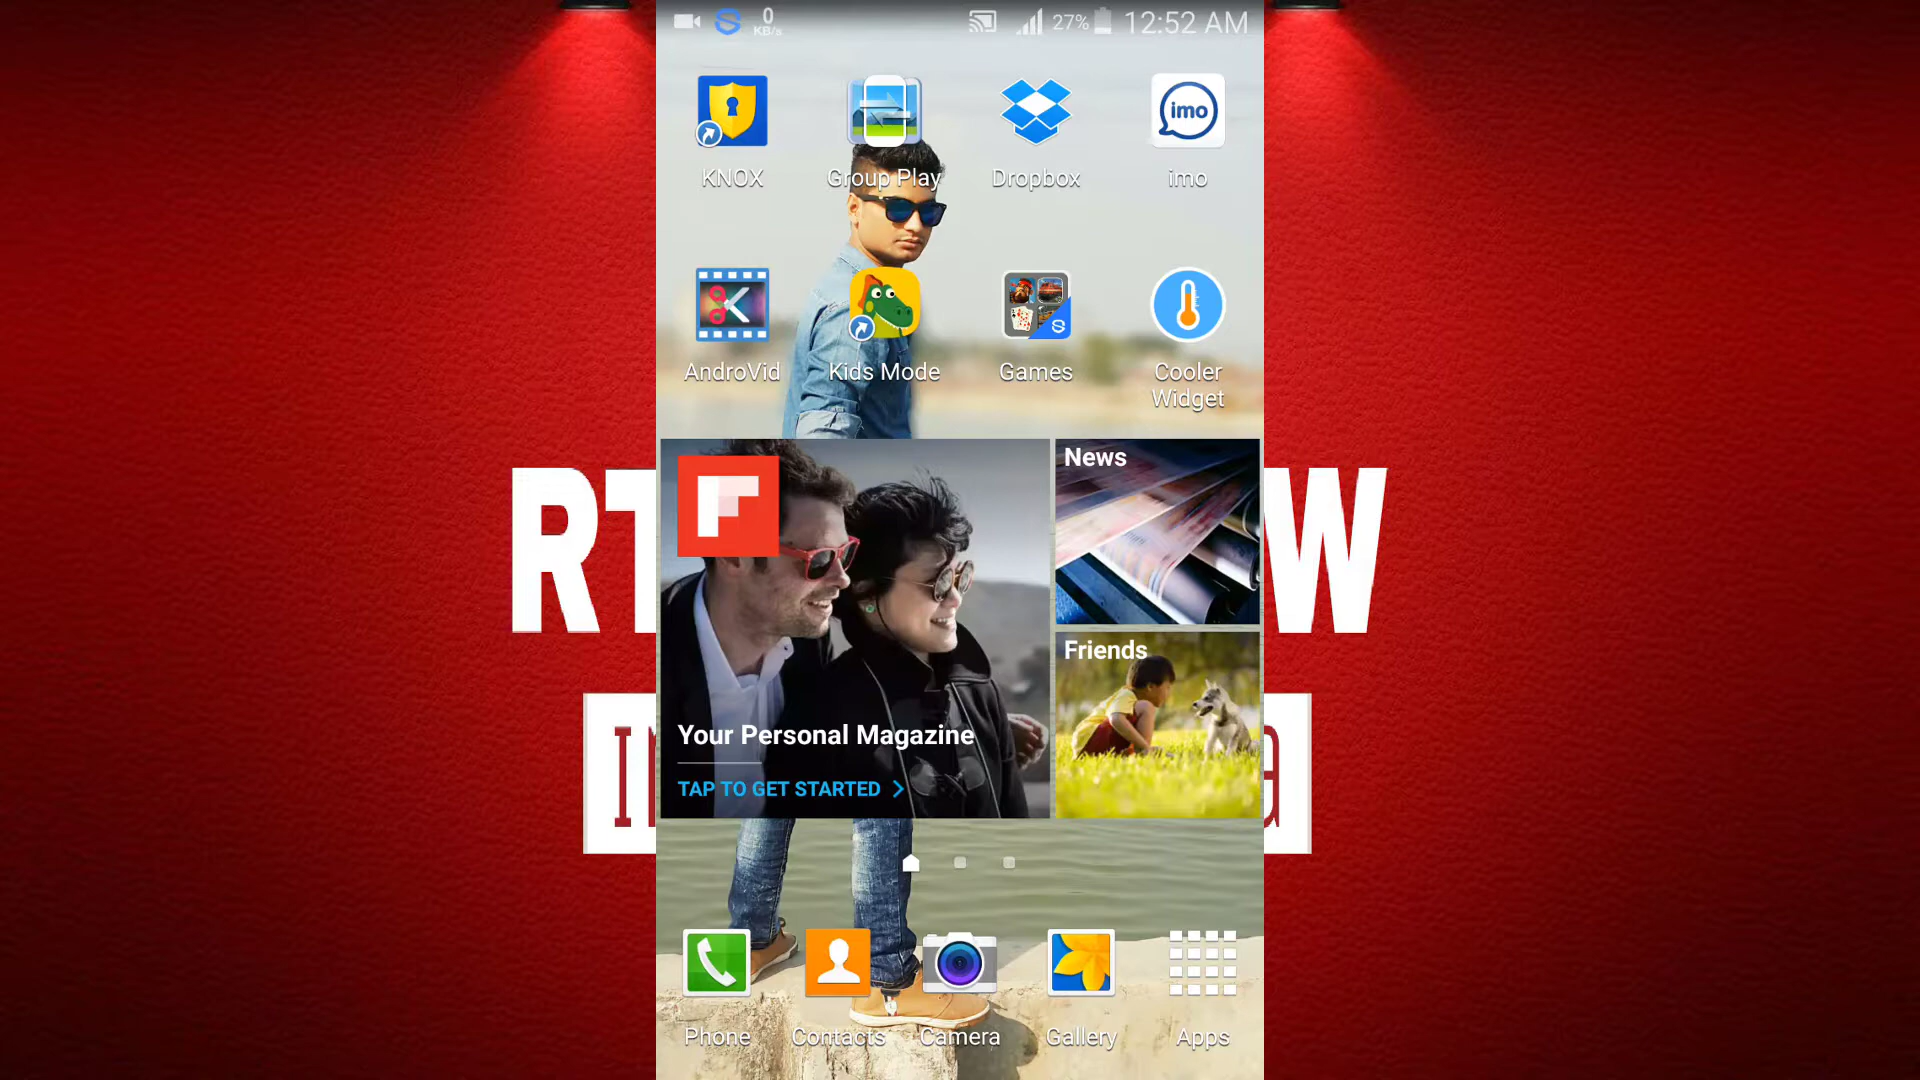 0
KB/s
27%
12:52 AM
KNOX
Group Play
Dropbox
imo
imo
AndroVid
Kids Mode
Games
Cooler
Widget
News
Friends
Your Personal Magazine
TAP TO GET STARTED
RT
W
Phone
Contacts
Camera
Gallery
Apps